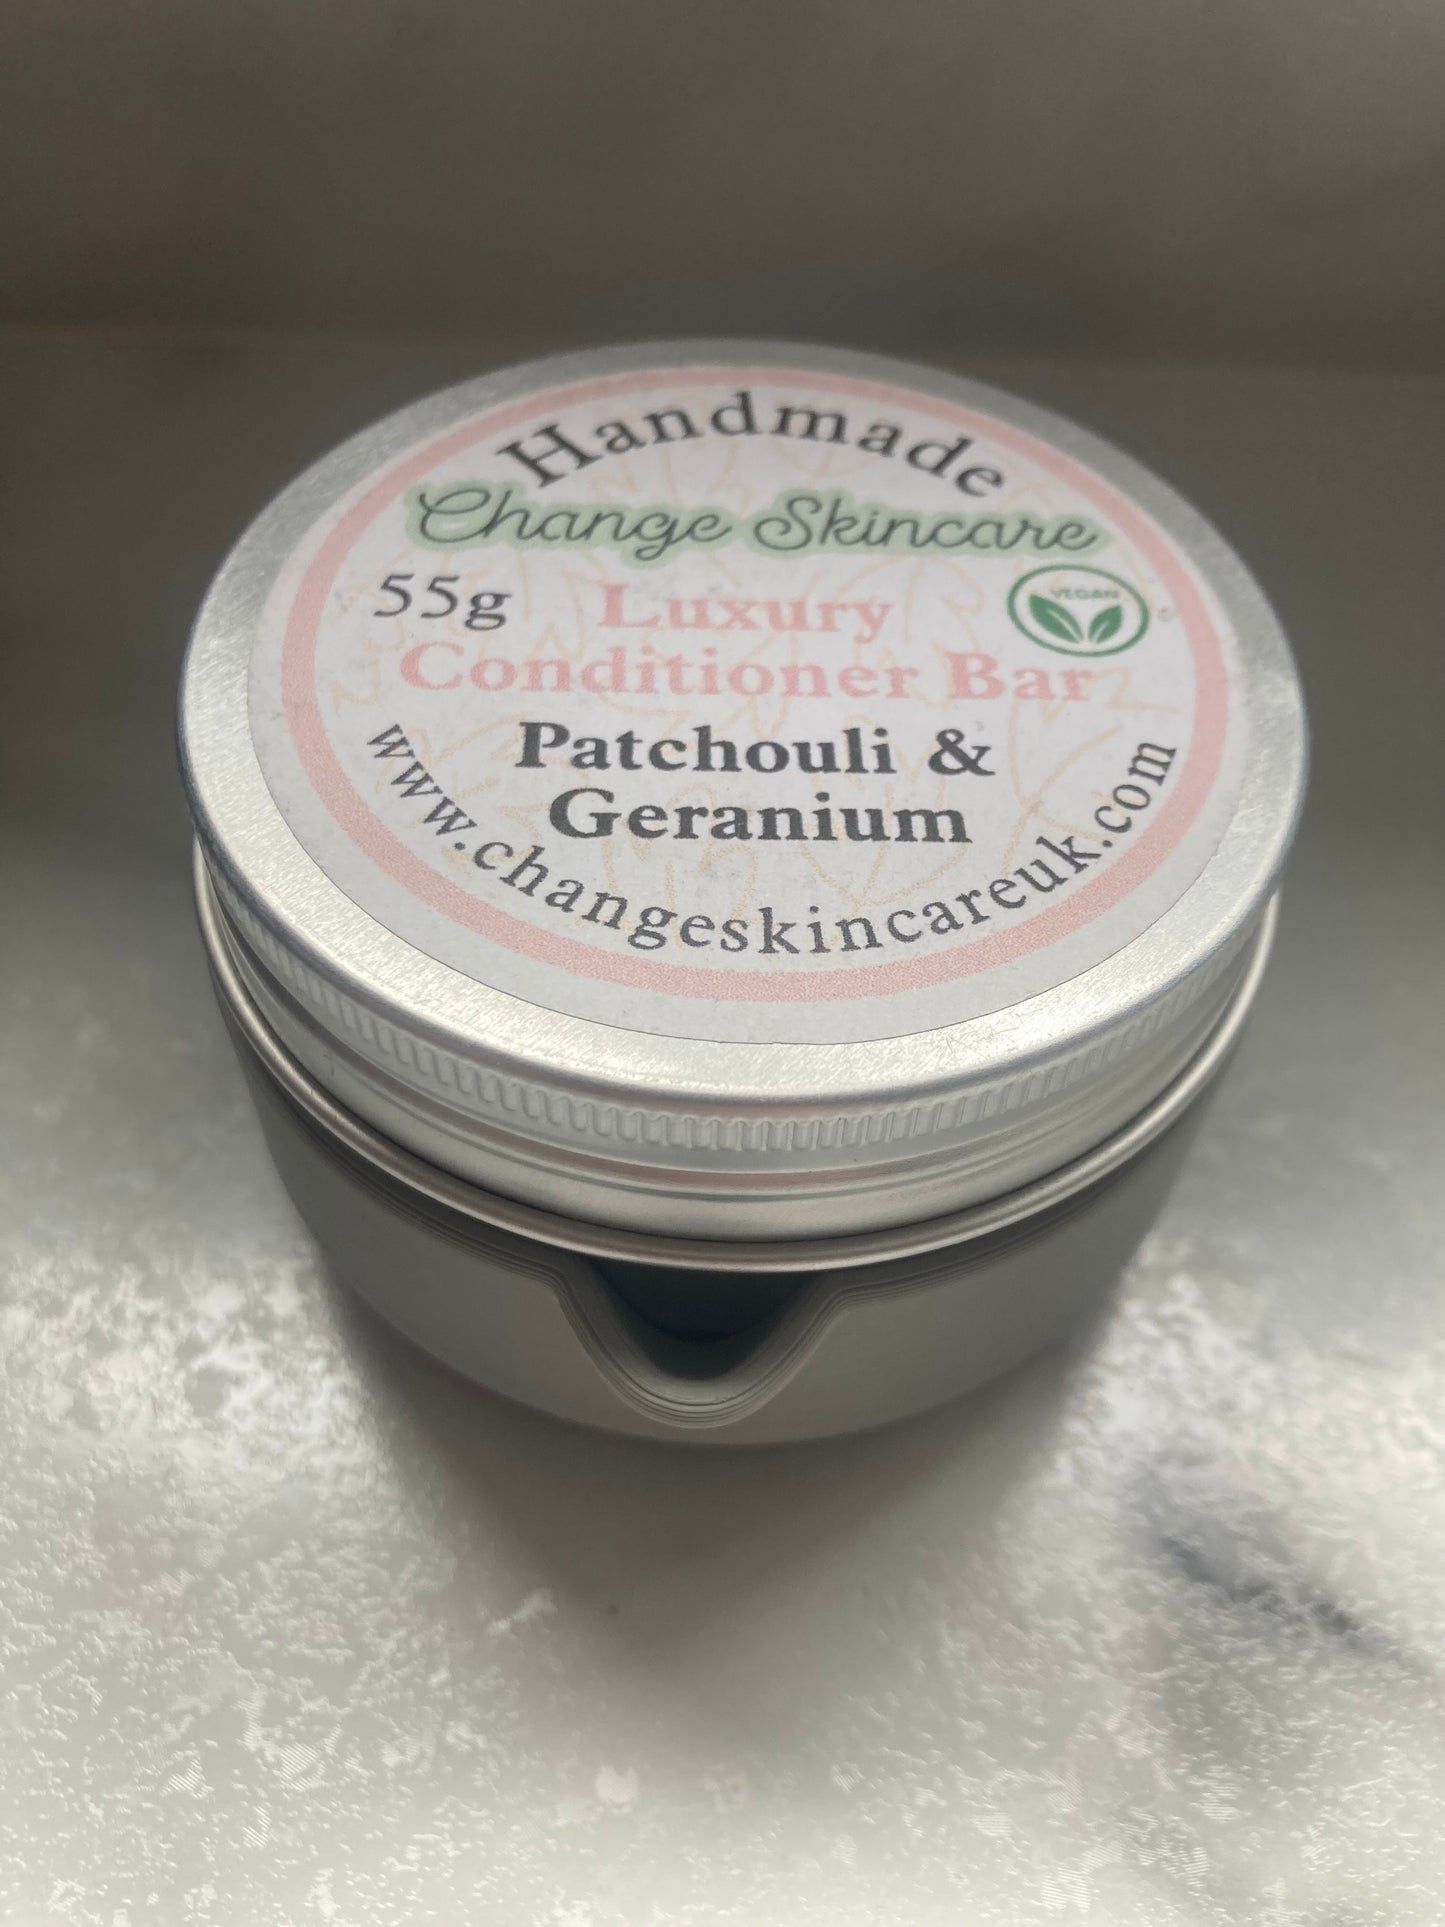 Handmade
Change Skincare
55g
Luxury
Conditioner Bar
VEGAN
Patchouli &
Geranium
www.changeskincareuk.com